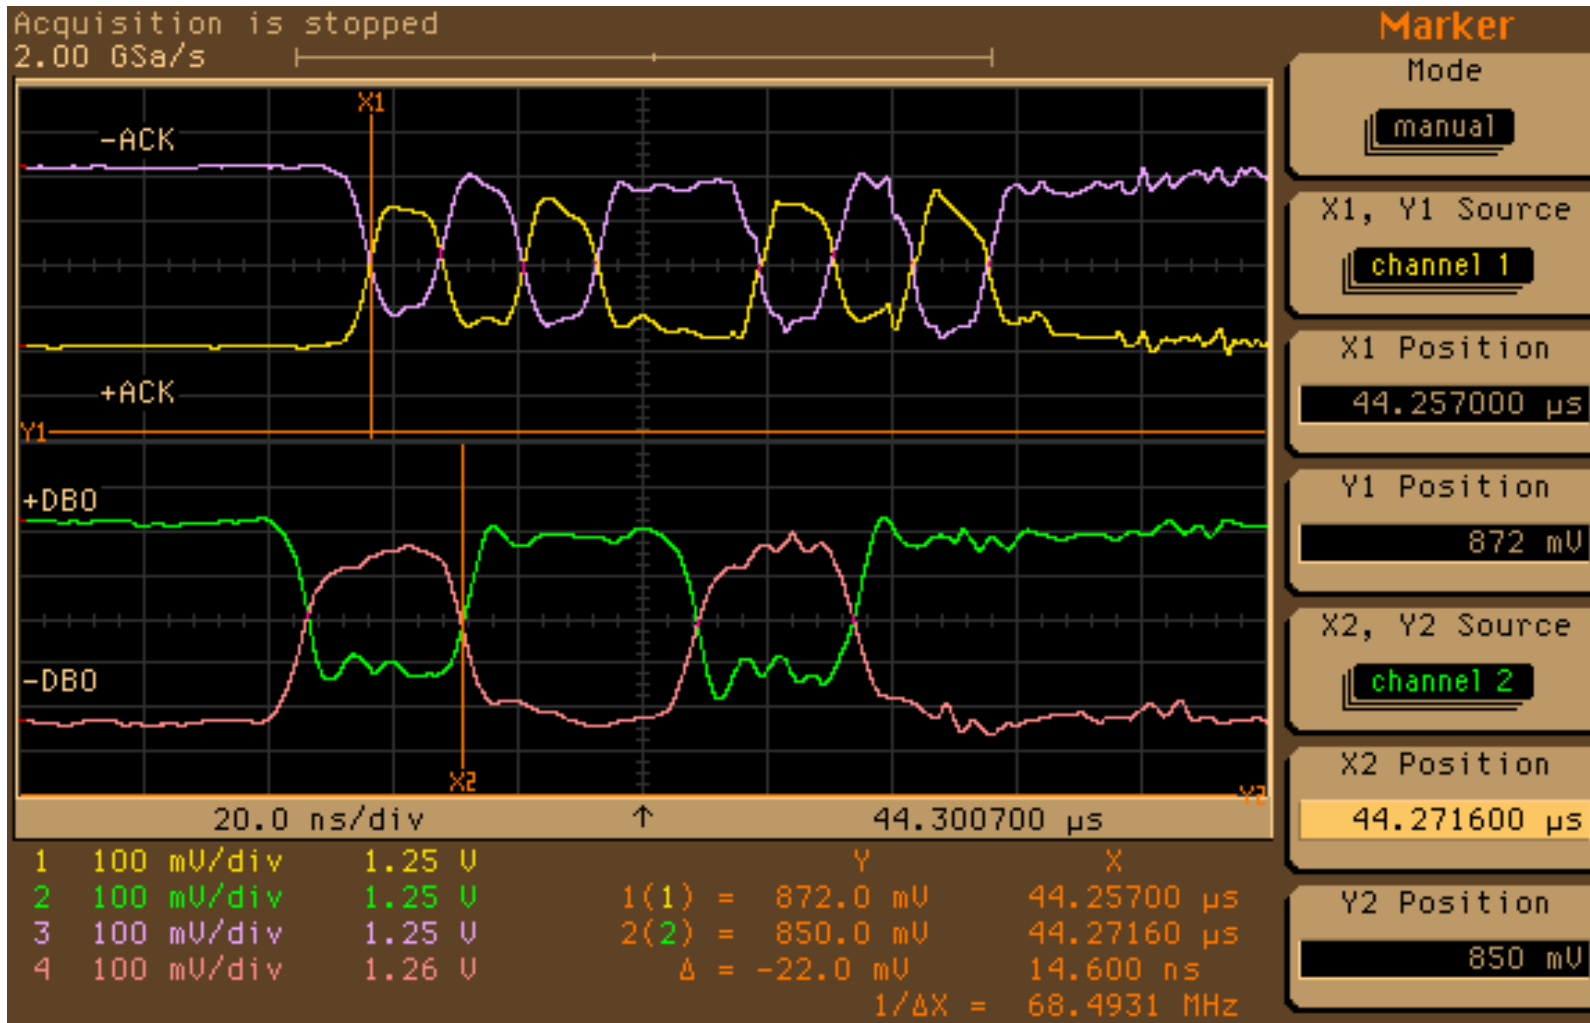 Acquisition is stopped
2.00 GSa/s
X1
-ACK
+ACK
Y1
+DB0
-DB0
X2
Y2
20.0 ns/div ↑ 44.300700 µs
1 100 mV/div 1.25 V
2 100 mV/div 1.25 V
3 100 mV/div 1.25 V
4 100 mV/div 1.26 V
Y X
1(1) = 872.0 mV 44.25700 µs
2(2) = 850.0 mV 44.27160 µs
Δ = -22.0 mV 14.600 ns
1/ΔX = 68.4931 MHz
Marker
Mode
manual
X1, Y1 Source
channel 1
X1 Position
44.257000 µs
Y1 Position
872 mV
X2, Y2 Source
channel 2
X2 Position
44.271600 µs
Y2 Position
850 mV